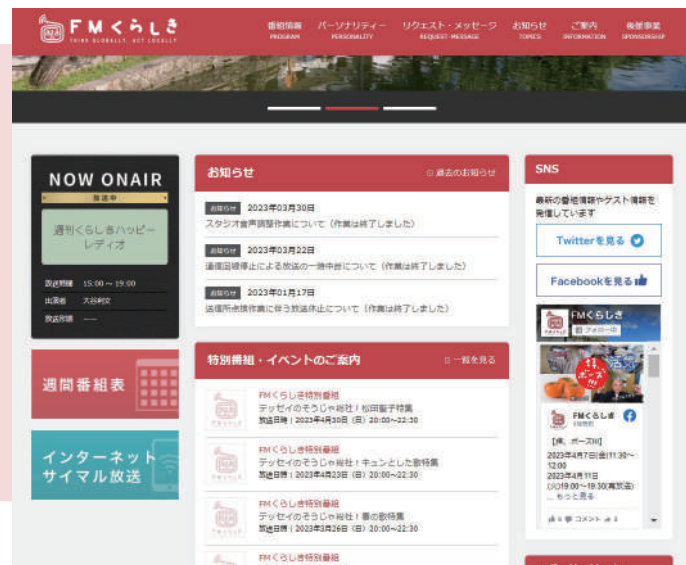 FMくらしき
THINK GLOBALLY, ACT LOCALLY
番組情報
PROGRAM
パーソナリティー
PERSONALITY
リクエスト・メッセージ
REQUEST MESSAGE
お知らせ
TOPICS
ご案内
INFORMATION
後援事業
SPONSORSHIP
NOW ONAIR
放送中
週刊くらしきハッピー
レディオ
放送時間 15:00 ~ 19:00
出演者
放送形態 ――
週間番組表
インターネット
サイマル放送
お知らせ
過去のお知らせ
お知らせ 2023年03月30日
スタジオ音声調整作業について（作業は終了しました）
お知らせ 2023年03月22日
通信回線停止による放送の一時中断について（作業は終了しました）
お知らせ 2023年01月17日
送信所点検作業に伴う放送休止について（作業は終了しました）
特別番組・イベントのご案内
一覧を見る
FMくらしき特別番組
テッセイのそうじゃ総社！松田聖子特集
放送日時：2023年4月30日（日）20:00~22:30
FMくらしき特別番組
テッセイのそうじゃ総社！キュンとした歌特集
放送日時：2023年4月23日（日）20:00~22:30
FMくらしき特別番組
テッセイのそうじゃ総社！春の歌特集
放送日時：2023年3月26日（日）20:00~22:30
FMくらしき特別番組
SNS
最新の番組情報やゲスト情報を
発信しています
Twitterを見る
Facebookを見る
FMくらしき
フォロー中
FMくらしき
2023年4月7日(金)11:30~
12:00
2023年4月11日
(火)19:00~19:30(再放送)
... もっと見る
コメント